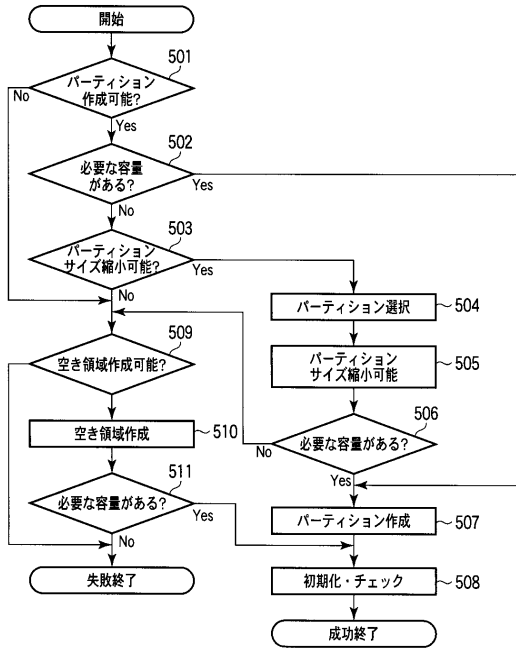 開始
501
パーティション
作成可能?
No
Yes
502
必要な容量
がある?
Yes
No
503
パーティション
サイズ縮小可能?
Yes
No
パーティション選択
504
509
空き領域作成可能?
パーティション
サイズ縮小可能
505
空き領域作成
510
506
必要な容量がある?
No
Yes
511
必要な容量がある?
Yes
No
パーティション作成
507
失敗終了
初期化・チェック
508
成功終了